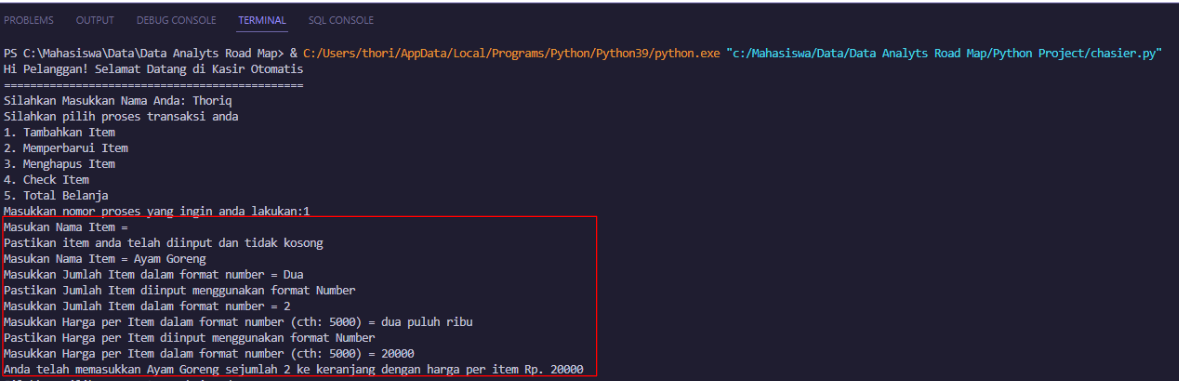 PROBLEMS OUTPUT DEBUG CONSOLE TERMINAL SQL CONSOLE
PS C:\Mahasiswa\Data\Data Analyts Road Map> & C:/Users/thori/AppData/Local/Programs/Python/Python39/python.exe "c:/Mahasiswa/Data/Data Analyts Road Map/Python Project/chasier.py"
Hi Pelanggan! Selamat Datang di Kasir Otomatis
==============================================
Silahkan Masukkan Nama Anda: Thoriq
Silahkan pilih proses transaksi anda
1. Tambahkan Item
2. Memperbarui Item
3. Menghapus Item
4. Check Item
5. Total Belanja
Masukkan nomor proses yang ingin anda lakukan:1
Masukan Nama Item =
Pastikan item anda telah diinput dan tidak kosong
Masukan Nama Item = Ayam Goreng
Masukkan Jumlah Item dalam format number = Dua
Pastikan Jumlah Item diinput menggunakan format Number
Masukkan Jumlah Item dalam format number = 2
Masukkan Harga per Item dalam format number (cth: 5000) = dua puluh ribu
Pastikan Harga per Item diinput menggunakan format Number
Masukkan Harga per Item dalam format number (cth: 5000) = 20000
Anda telah memasukkan Ayam Goreng sejumlah 2 ke keranjang dengan harga per item Rp. 20000